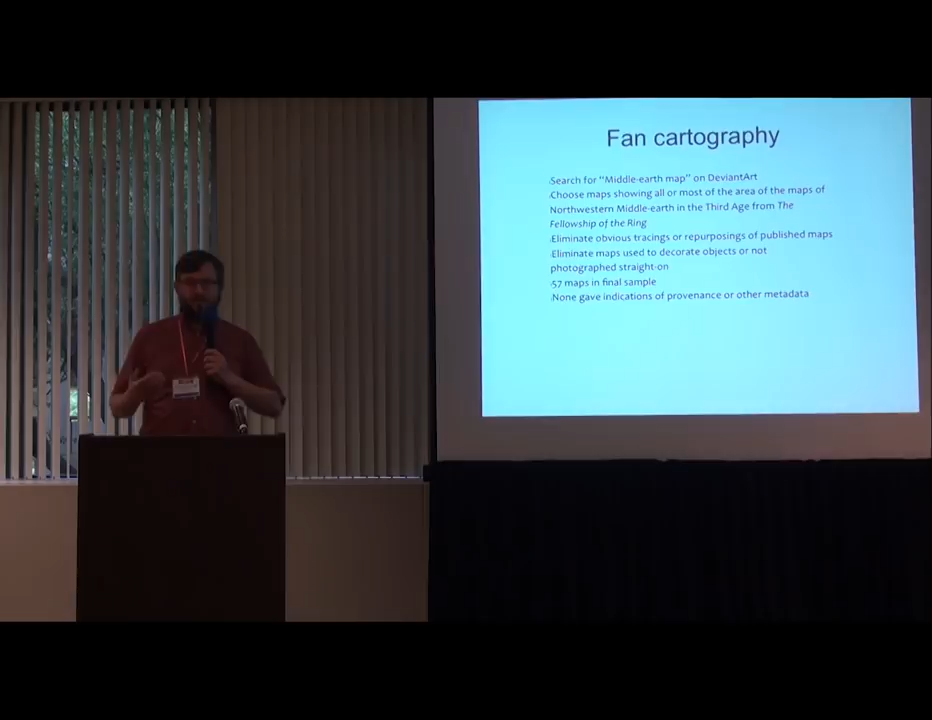 Fan cartography
Search for "Middle-earth map" on DeviantArt
Choose maps showing all or most of the area of the maps of
Northwestern Middle-earth in the Third Age from The
Fellowship of the Ring
Eliminate obvious tracings or repurposings of published maps
Eliminate maps used to decorate objects or not
photographed straight-on
57 maps in final sample
None gave indications of provenance or other metadata